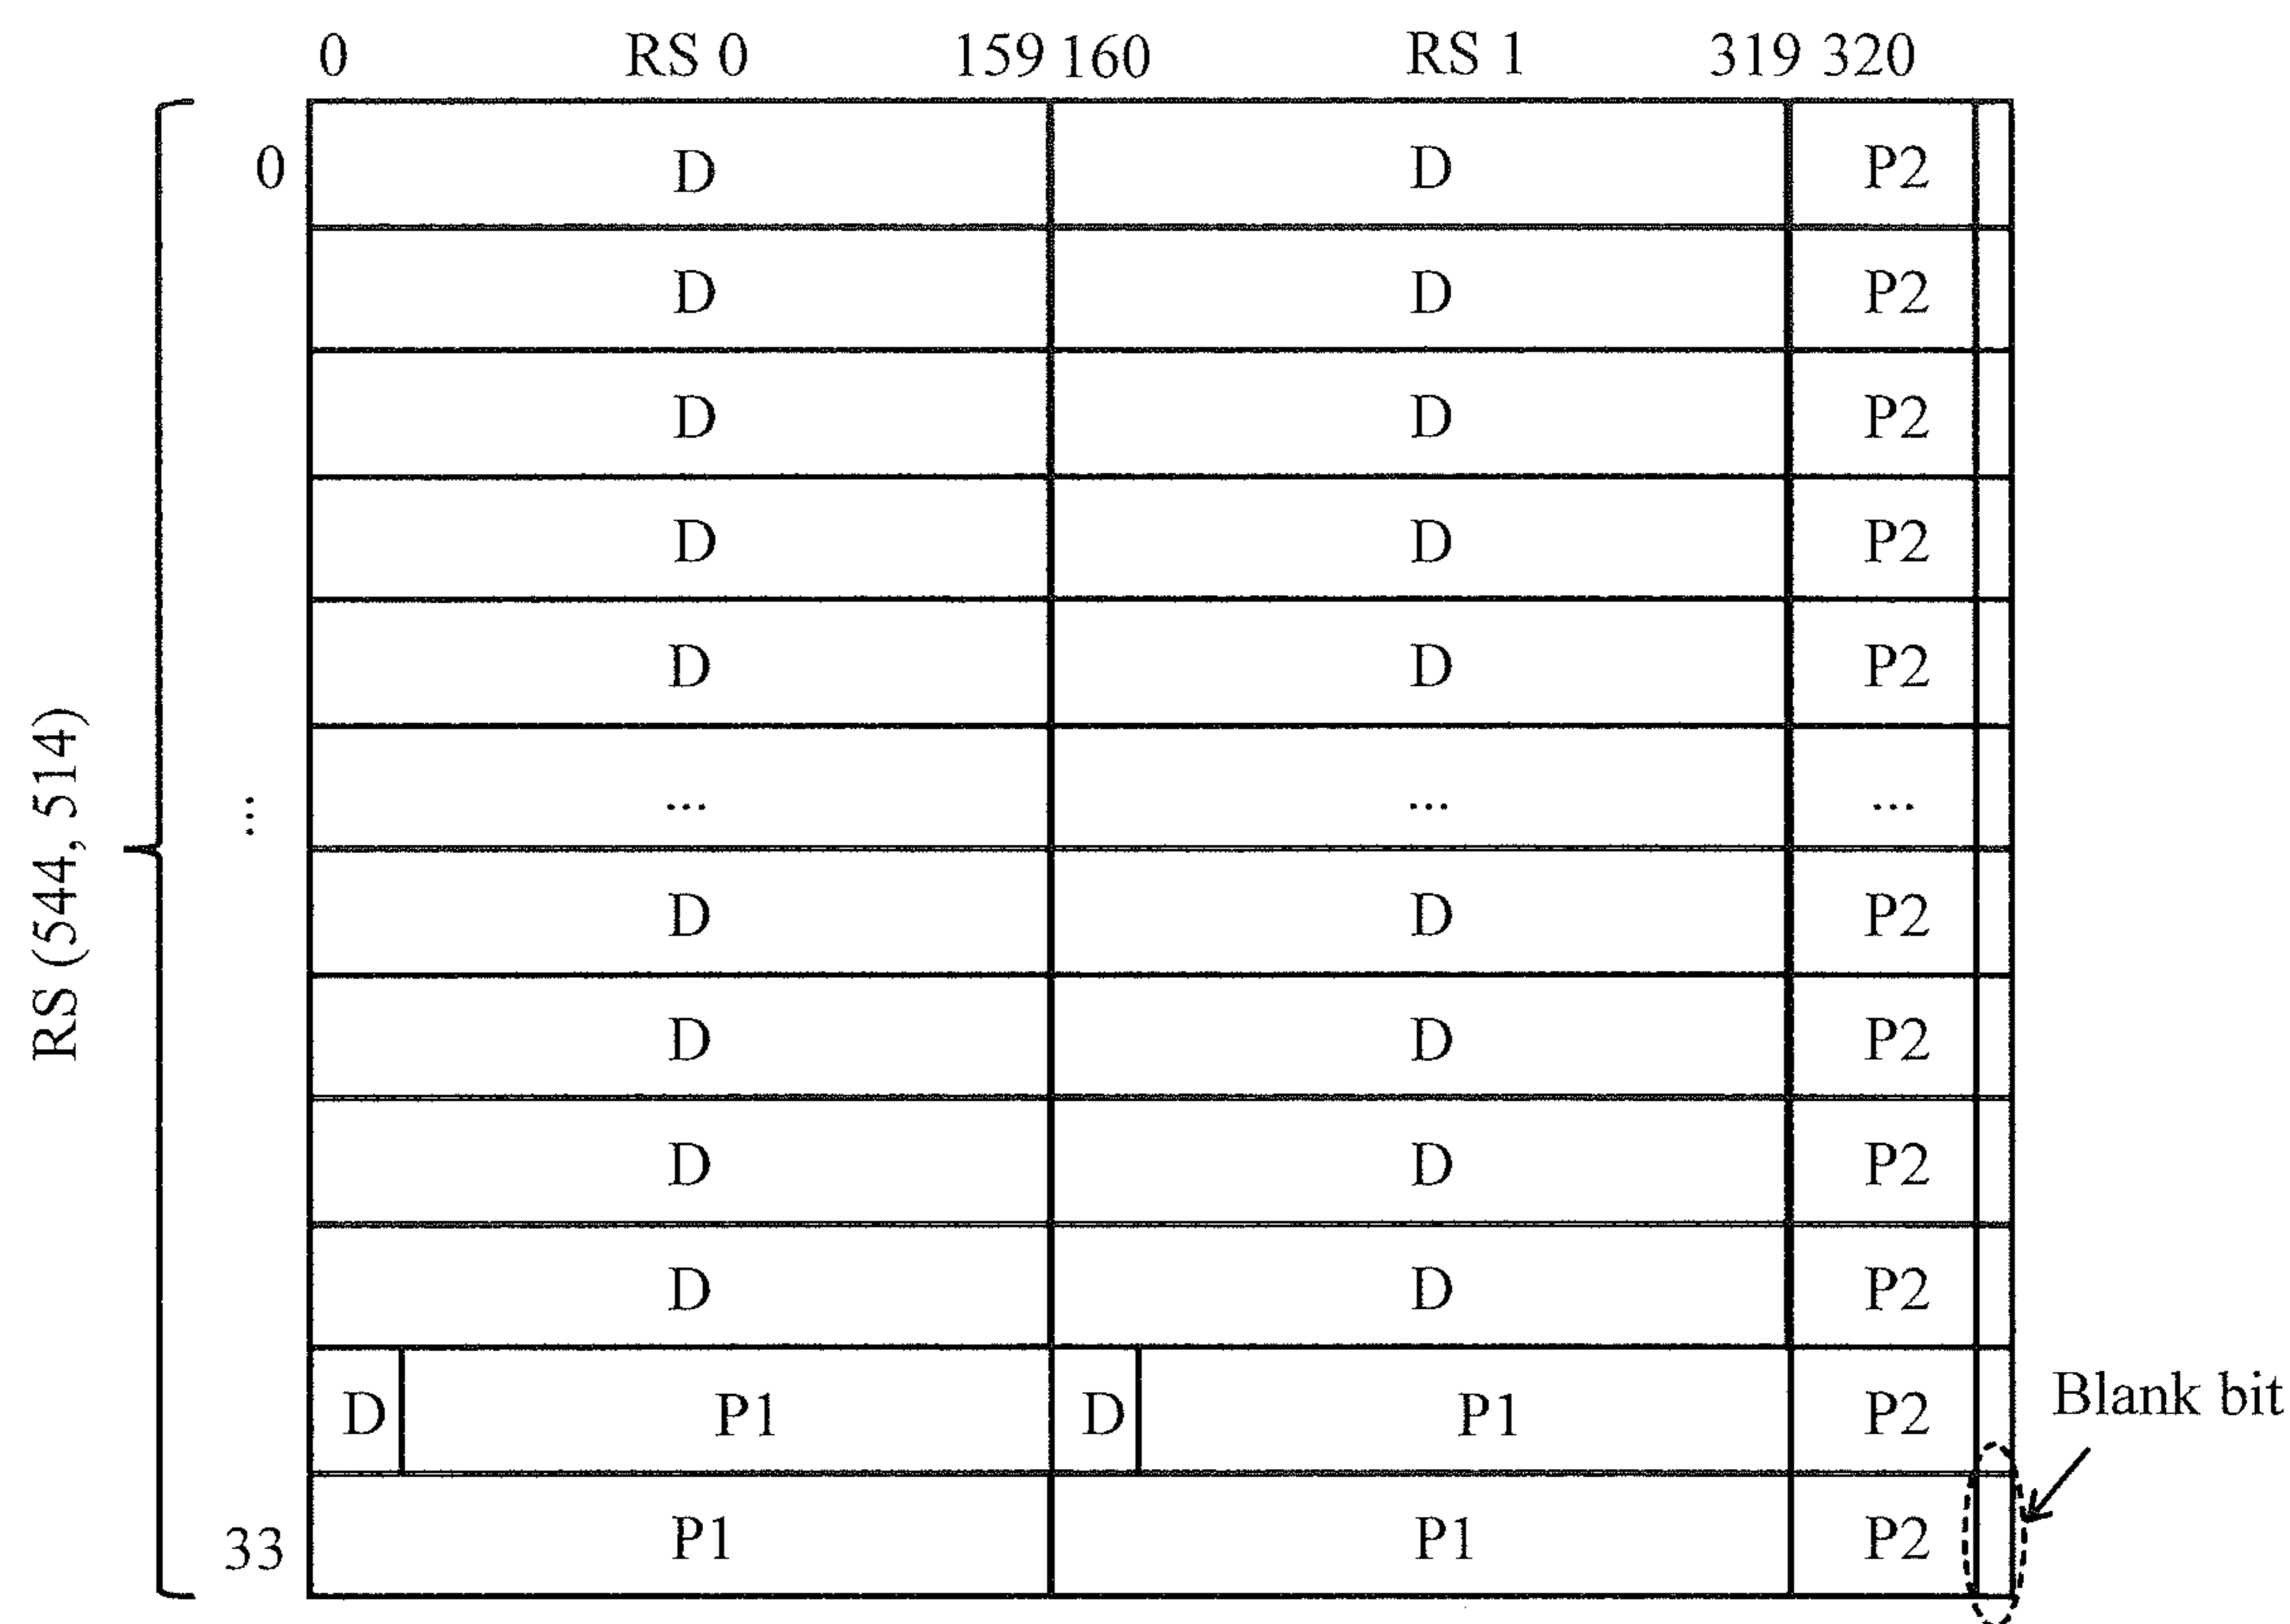 0 RS 0 159 160 RS 1 319 320
0 D D P2
D D P2
D D P2
D D P2
D D P2
... ... ... ...
D D P2
D D P2
D D P2
D D P2
D P1 D P1 P2
33 P1 P1 P2
RS (544, 514)
Blank bit